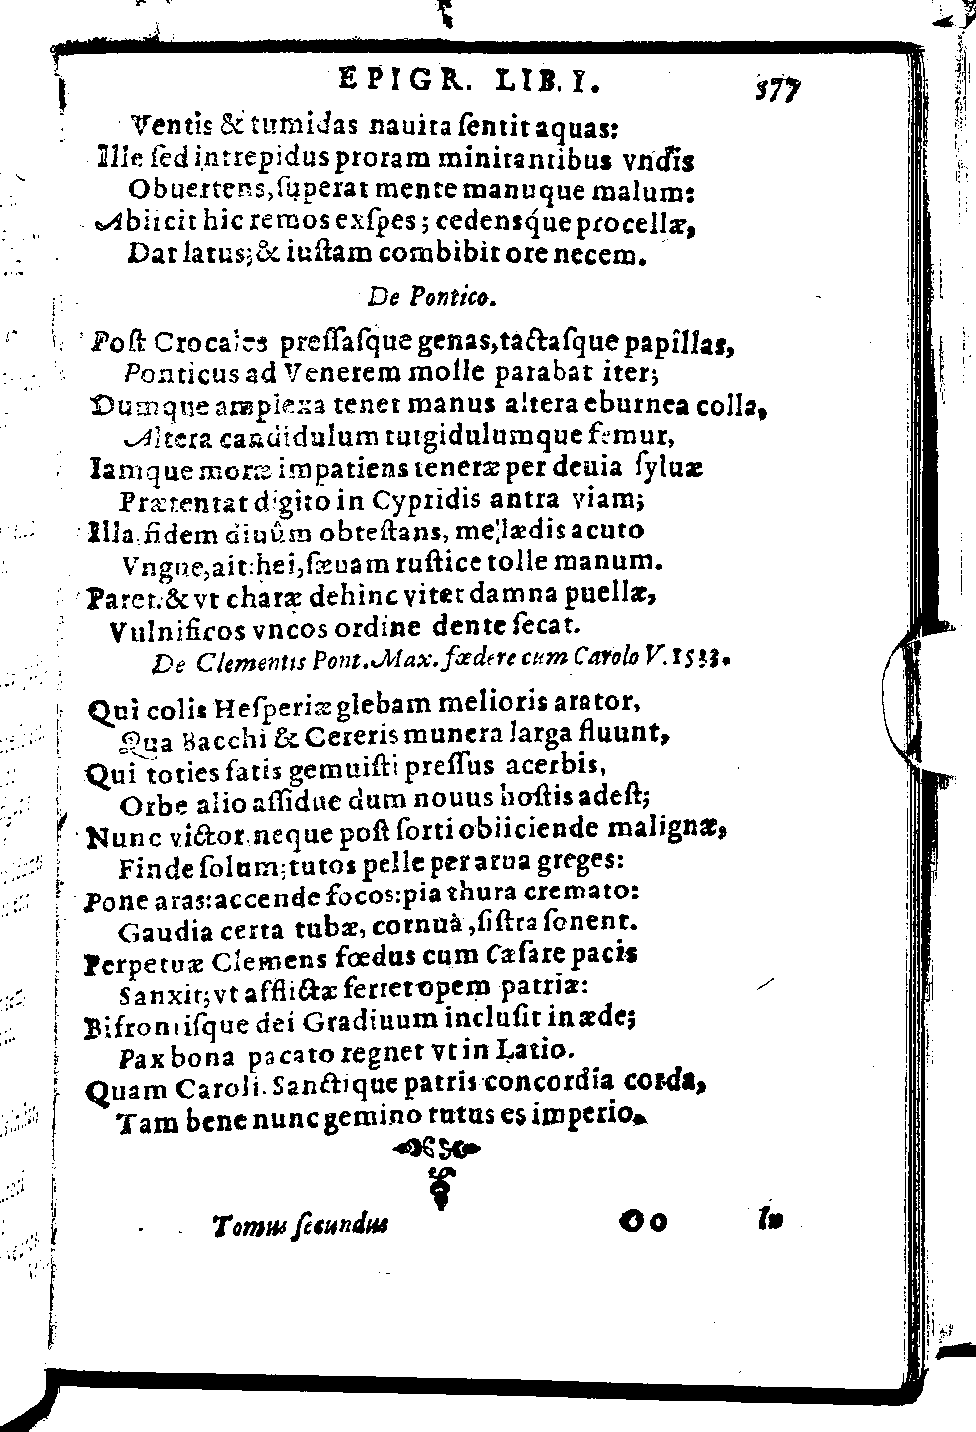 EPIGR. LIB. I. 577
Ventis & tumidas nauita ſentit aquas:
Ille ſed intrepidus proram minitantibus vndis
Obuertens, ſuperat mente manuque malum:
Abiicit hic remos exſpes; cedensq́ue procellæ,
Dat latus; & iuſtam combibit ore necem.
De Pontico.
Poſt Crocales preſſaſque genas, tactaſque papillas,
Ponticus ad Venerem molle parabat iter;
Dumque amplexa tenet manus altera eburnea colla,
Altera candidulum turgidulumque femur,
Iamque moræ impatiens teneræ per deuia ſyluæ
Prætentat digito in Cypridis antra viam;
Illa, fidem diuûm obteſtans, me lædis acuto
Vngue, ait: hei, ſæuam ruſtice tolle manum.
Paret. & vt charæ dehinc vitet damna puellæ,
Vulnificos vncos ordine dente ſecat.
De Clementis Pont. Max. fœdere cum Carolo V. 1533.
Qui colis Heſperiæ glebam melioris arator,
Qua Bacchi & Cereris munera larga fluunt,
Qui toties fatis gemuiſti preſſus acerbis,
Orbe alio aſſidue dum nouus hoſtis adeſt;
Nunc victor neque poſt ſorti obiiciende malignæ,
Finde ſolum; tutos pelle per arua greges:
Pone aras: accende focos: pia thura cremato:
Gaudia certa tubæ, cornuà, ſiſtra ſonent.
Perpetuæ Clemens fœdus cum Cæſare pacis
Sanxit; vt afflictæ ferret opem patriæ:
Bifrontiſque dei Gradiuum incluſit in æde;
Pax bona pacato regnet vt in Latio.
Quam Caroli. Sanctique patris concordia corda,
Tam bene nunc gemino tutus es imperio.
Tomus ſecundus Oo In